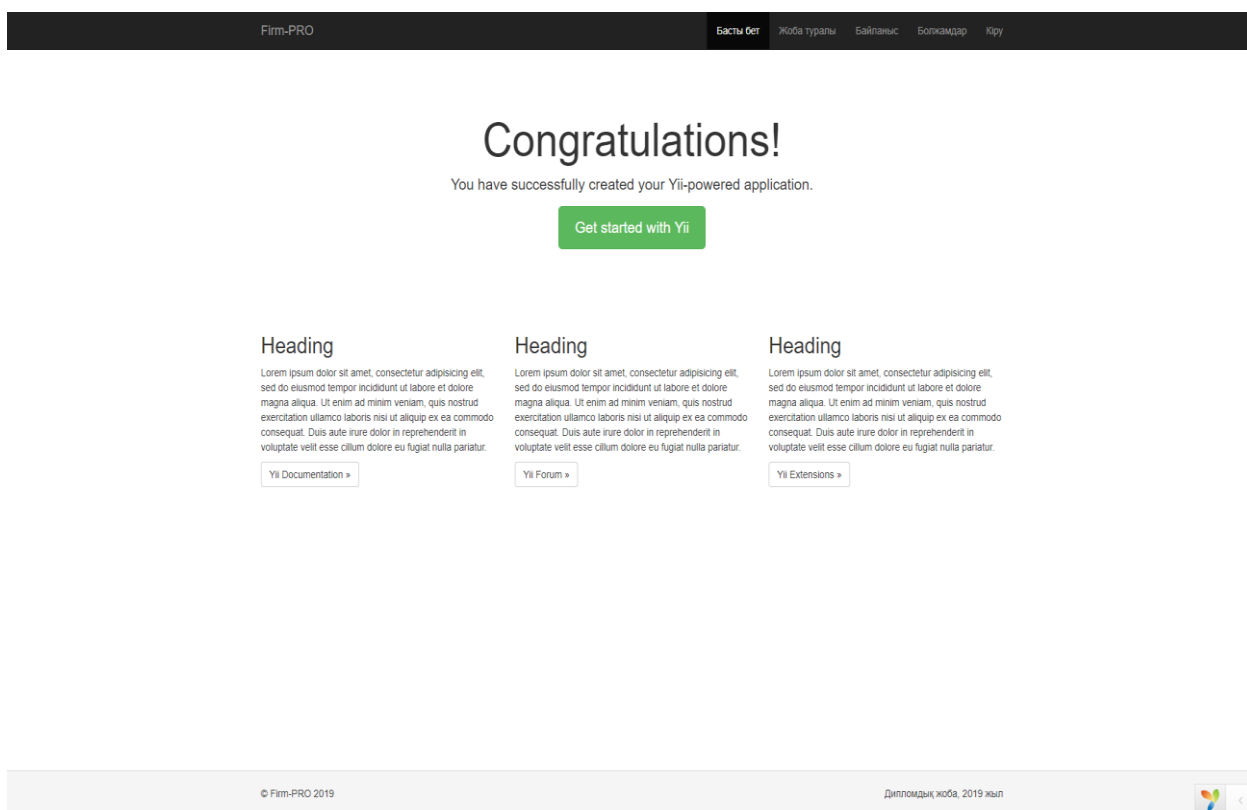 Firm-PRO Басты бет Жоба туралы Байланыс Болжамдар Кіру
Congratulations!
You have successfully created your Yii-powered application.
Get started with Yii
Heading
Lorem ipsum dolor sit amet, consectetur adipisicing elit,
sed do eiusmod tempor incididunt ut labore et dolore
magna aliqua. Ut enim ad minim veniam, quis nostrud
exercitation ullamco laboris nisi ut aliquip ex ea commodo
consequat. Duis aute irure dolor in reprehenderit in
voluptate velit esse cillum dolore eu fugiat nulla pariatur.
Yii Documentation »
Heading
Lorem ipsum dolor sit amet, consectetur adipisicing elit,
sed do eiusmod tempor incididunt ut labore et dolore
magna aliqua. Ut enim ad minim veniam, quis nostrud
exercitation ullamco laboris nisi ut aliquip ex ea commodo
consequat. Duis aute irure dolor in reprehenderit in
voluptate velit esse cillum dolore eu fugiat nulla pariatur.
Yii Forum »
Heading
Lorem ipsum dolor sit amet, consectetur adipisicing elit,
sed do eiusmod tempor incididunt ut labore et dolore
magna aliqua. Ut enim ad minim veniam, quis nostrud
exercitation ullamco laboris nisi ut aliquip ex ea commodo
consequat. Duis aute irure dolor in reprehenderit in
voluptate velit esse cillum dolore eu fugiat nulla pariatur.
Yii Extensions »
© Firm-PRO 2019 Дипломдық жоба, 2019 жыл